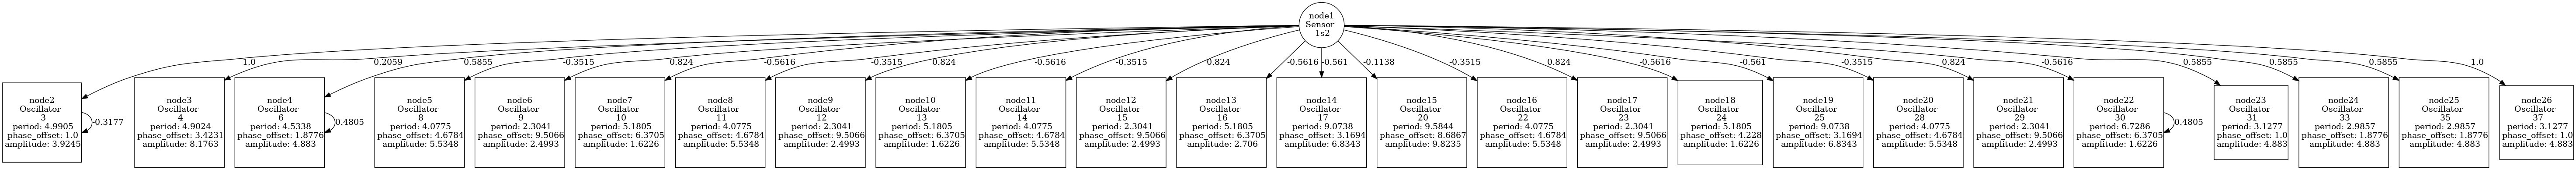 node1
Sensor
1s2
1.0
0.2059
0.5855
-0.3515
0.824
-0.5616
-0.3515
0.824
-0.5616
-0.3515
0.824
-0.5616
-0.561
-0.1138
-0.3515
0.824
-0.5616
-0.561
-0.3515
0.824
-0.5616
0.5855
0.5855
0.5855
1.0
node2
Oscillator
3
period: 4.9905
phase_offset: 1.0
amplitude: 3.9245
-0.3177
node3
Oscillator
4
period: 4.9024
phase_offset: 3.4231
amplitude: 8.1763
node4
Oscillator
6
period: 4.5338
phase_offset: 1.8776
amplitude: 4.883
0.4805
node5
Oscillator
8
period: 4.0775
phase_offset: 4.6784
amplitude: 5.5348
node6
Oscillator
9
period: 2.3041
phase_offset: 9.5066
amplitude: 2.4993
node7
Oscillator
10
period: 5.1805
phase_offset: 6.3705
amplitude: 1.6226
node8
Oscillator
11
period: 4.0775
phase_offset: 4.6784
amplitude: 5.5348
node9
Oscillator
12
period: 2.3041
phase_offset: 9.5066
amplitude: 2.4993
node10
Oscillator
13
period: 5.1805
phase_offset: 6.3705
amplitude: 1.6226
node11
Oscillator
14
period: 4.0775
phase_offset: 4.6784
amplitude: 5.5348
node12
Oscillator
15
period: 2.3041
phase_offset: 9.5066
amplitude: 2.4993
node13
Oscillator
16
period: 5.1805
phase_offset: 6.3705
amplitude: 2.706
node14
Oscillator
17
period: 9.0738
phase_offset: 3.1694
amplitude: 6.8343
node15
Oscillator
20
period: 9.5844
phase_offset: 8.6867
amplitude: 9.8235
node16
Oscillator
22
period: 4.0775
phase_offset: 4.6784
amplitude: 5.5348
node17
Oscillator
23
period: 2.3041
phase_offset: 9.5066
amplitude: 2.4993
node18
Oscillator
24
period: 5.1805
phase_offset: 4.228
amplitude: 1.6226
node19
Oscillator
25
period: 9.0738
phase_offset: 3.1694
amplitude: 6.8343
node20
Oscillator
28
period: 4.0775
phase_offset: 4.6784
amplitude: 5.5348
node21
Oscillator
29
period: 2.3041
phase_offset: 9.5066
amplitude: 2.4993
node22
Oscillator
30
period: 6.7286
phase_offset: 6.3705
amplitude: 1.6226
0.4805
node23
Oscillator
31
period: 3.1277
phase_offset: 1.0
amplitude: 4.883
node24
Oscillator
33
period: 2.9857
phase_offset: 1.8776
amplitude: 4.883
node25
Oscillator
35
period: 2.9857
phase_offset: 1.8776
amplitude: 4.883
node26
Oscillator
37
period: 3.1277
phase_offset: 1.0
amplitude: 4.883